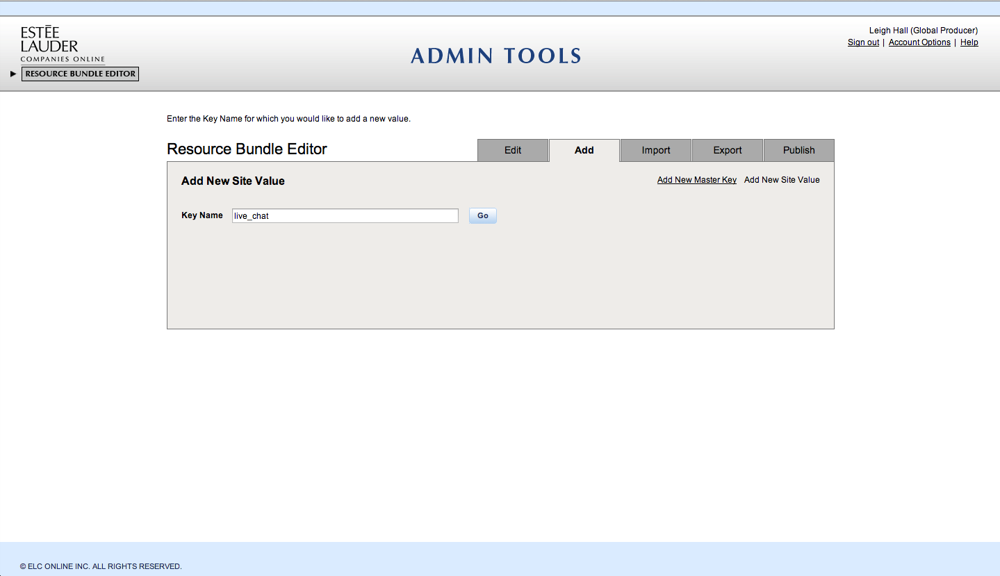 ESTĒE
LAUDER
COMPANIES ONLINE
RESOURCE BUNDLE EDITOR
ADMIN TOOLS
Leigh Hall (Global Producer)
Sign out | Account Options | Help
Enter the Key Name for which you would like to add a new value.
Resource Bundle Editor
Edit Add Import Export Publish
Add New Site Value
Add New Master Key Add New Site Value
Key Name live_chat Go
© ELC ONLINE INC. ALL RIGHTS RESERVED.